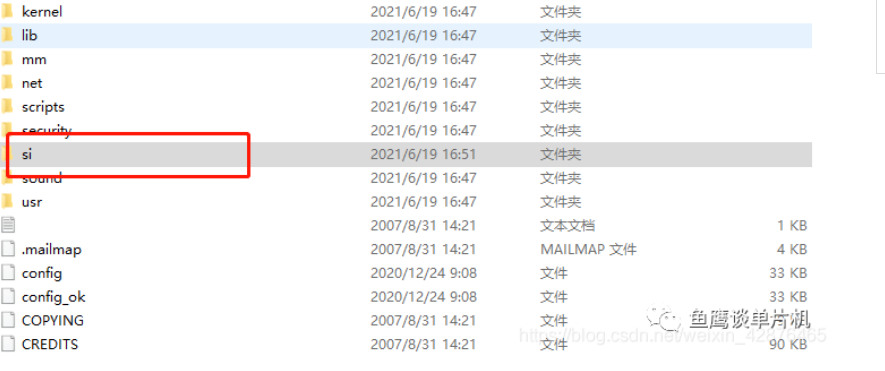 kernel 2021/6/19 16:47 文件夹
lib 2021/6/19 16:47 文件夹
mm 2021/6/19 16:47 文件夹
net 2021/6/19 16:47 文件夹
scripts 2021/6/19 16:47 文件夹
security 2021/6/19 16:47 文件夹
si 2021/6/19 16:51 文件夹
sound 2021/6/19 16:47 文件夹
usr 2021/6/19 16:47 文件夹
2007/8/31 14:21 文本文档 1 KB
.mailmap 2007/8/31 14:21 MAILMAP 文件 4 KB
config 2020/12/24 9:08 文件 33 KB
config_ok 2020/12/24 9:08 文件 33 KB
COPYING 2007/8/31 14:21 文件
鱼鹰谈单片机
https://blog.csdn.net/weixin_42876465
CREDITS 2007/8/31 14:21 文件 90 KB